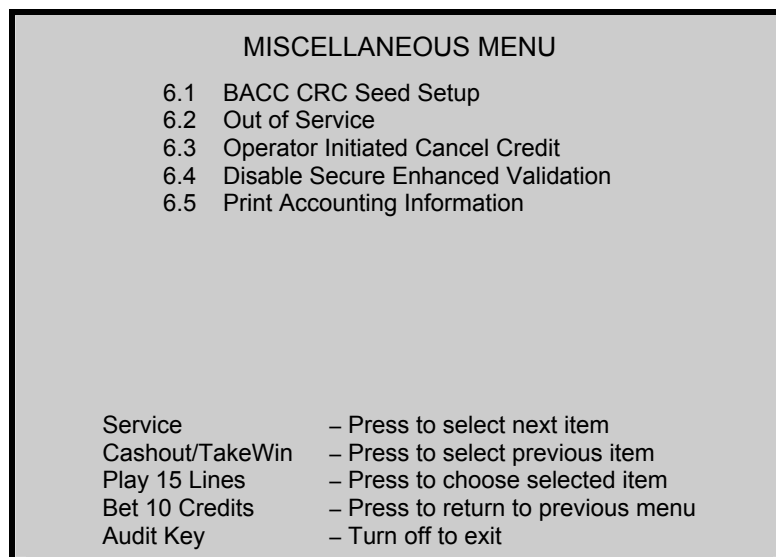 MISCELLANEOUS MENU
6.1 BACC CRC Seed Setup
6.2 Out of Service
6.3 Operator Initiated Cancel Credit
6.4 Disable Secure Enhanced Validation
6.5 Print Accounting Information
Service – Press to select next item
Cashout/TakeWin – Press to select previous item
Play 15 Lines – Press to choose selected item
Bet 10 Credits – Press to return to previous menu
Audit Key – Turn off to exit